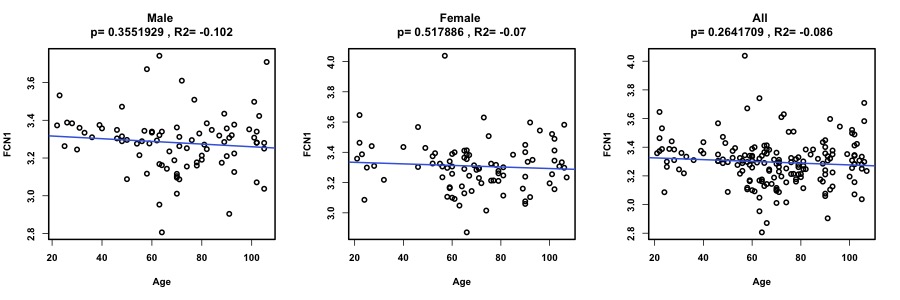 Male
p= 0.3551929 , R2= -0.102
FCN1
2.8 3.0 3.2 3.4 3.6
20 40 60 80 100
Age
Female
p= 0.517886 , R2= -0.07
FCN1
3.0 3.2 3.4 3.6 3.8 4.0
20 40 60 80 100
Age
All
p= 0.2641709 , R2= -0.086
FCN1
2.8 3.0 3.2 3.4 3.6 3.8 4.0
20 40 60 80 100
Age